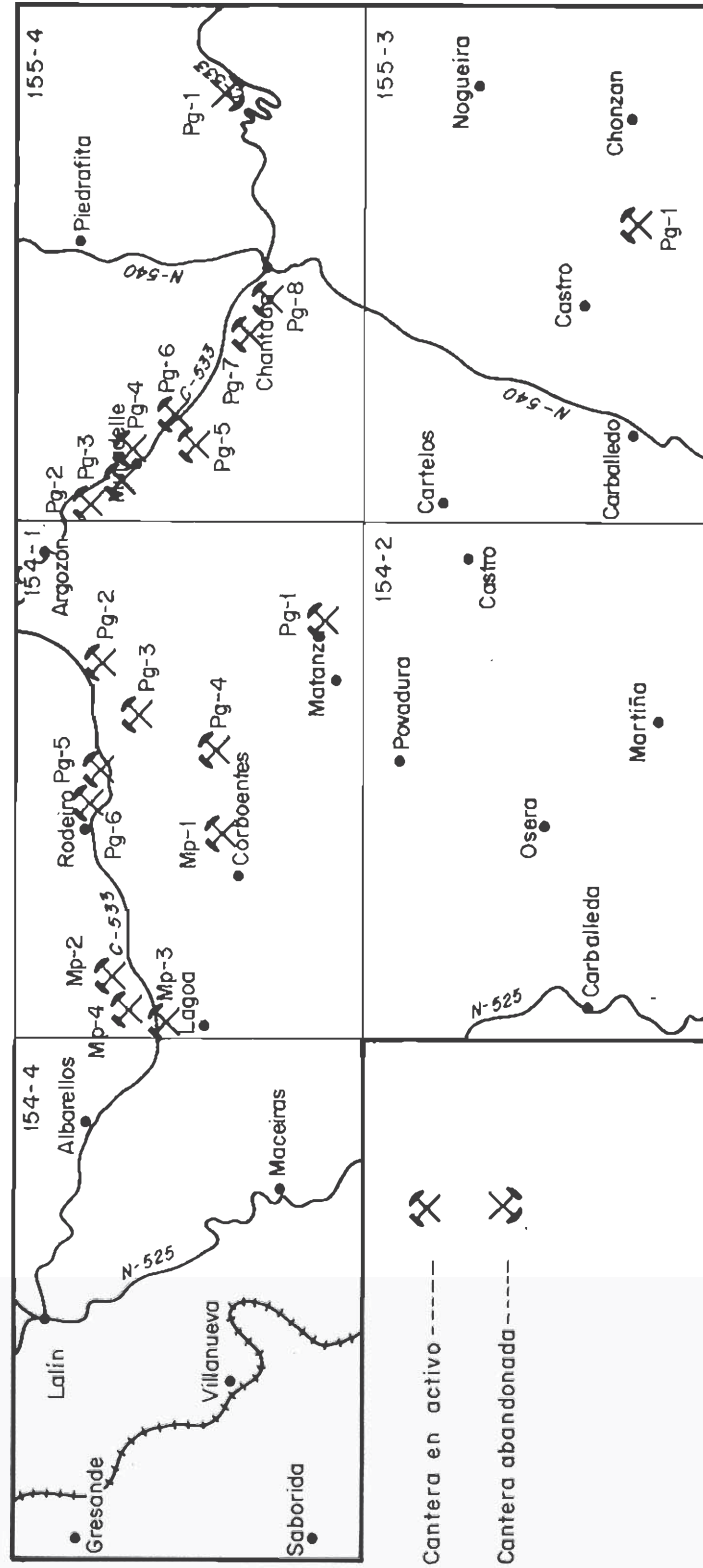 154-4
Lalín
Gresande
Albarellos
N-525
Maceiras
Villanueva
Saborida
154-1
Argozón
Mp-4
Mp-2
C-533
Mp-3
Lagoa
Rodeiro
Pg-5
Pg-6
Pg-2
Pg-3
Pg-4
Mp-1
Corboentes
Pg-1
Matanza
155-4
Pg-2
Pg-3
Pg-4
Pg-6
C-533
Pg-5
Pg-7
Chantada
Pg-8
Piedrafita
N-540
Pg-1
C-533
154-2
Castro
Povadura
Martiña
Osera
Carballeda
N-525
155-3
Nogueira
Chonzan
Pg-1
Castro
N-540
Cartelos
Carballedo
Cantera en activo ------
Cantera abandonada -----